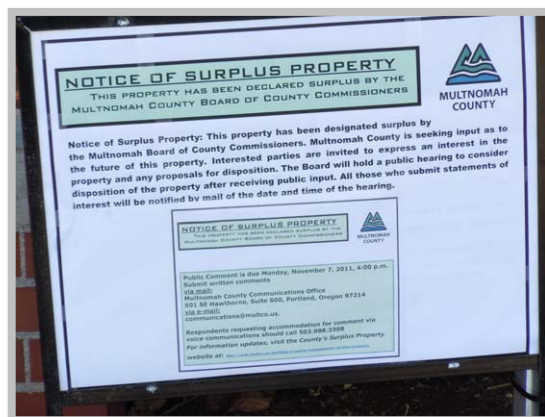 NOTICE OF SURPLUS PROPERTY
THIS PROPERTY HAS BEEN DECLARED SURPLUS BY THE
MULTNOMAH COUNTY BOARD OF COUNTY COMMISSIONERS
MULTNOMAH
COUNTY
Notice of Surplus Property: This property has been designated surplus by
the Multnomah Board of County Commissioners. Multnomah County is seeking input as to
the future of this property. Interested parties are invited to express an interest in the
property and any proposals for disposition. The Board will hold a public hearing to consider
disposition of the property after receiving public input. All those who submit statements of
interest will be notified by mail of the date and time of the hearing.
NOTICE OF SURPLUS PROPERTY
THIS PROPERTY HAS BEEN DECLARED SURPLUS BY THE
MULTNOMAH COUNTY BOARD OF COUNTY COMMISSIONERS
MULTNOMAH
COUNTY
Public Comment is due Monday, November 7, 2011, 4:00 p.m.
Submit written comments
via mail:
Multnomah County Communications Office
501 SE Hawthorne, Suite 600, Portland, Oregon 97214
via e-mail:
communications@multco.us.
Respondents requesting accommodation for comment via
voice communications should call 503.988.3308
For information updates, visit the County's Surplus Property
website at: